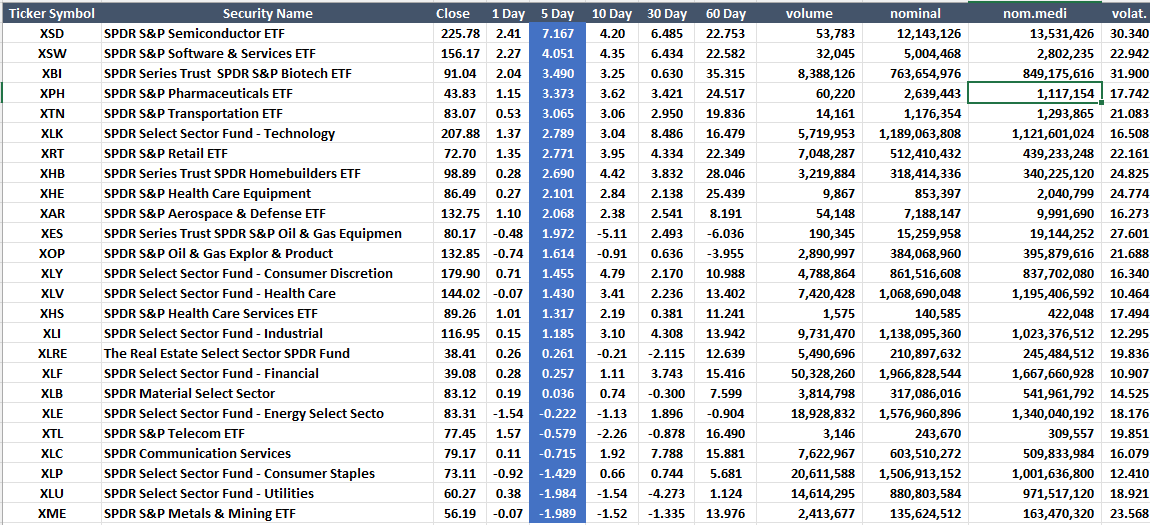 Ticker Symbol Security Name Close 1 Day 5 Day 10 Day 30 Day 60 Day volume nominal nom.medi volat.
XSD SPDR S&P Semiconductor ETF 225.78 2.41 7.167 4.20 6.485 22.753 53,783 12,143,126 13,531,426 30.340
XSW SPDR S&P Software & Services ETF 156.17 2.27 4.051 4.35 6.434 22.582 32,045 5,004,468 2,802,235 22.942
XBI SPDR Series Trust SPDR S&P Biotech ETF 91.04 2.04 3.490 3.25 0.630 35.315 8,388,126 763,654,976 849,175,616 31.900
XPH SPDR S&P Pharmaceuticals ETF 43.83 1.15 3.373 3.62 3.421 24.517 60,220 2,639,443 1,117,154 17.742
XTN SPDR S&P Transportation ETF 83.07 0.53 3.065 3.06 2.950 19.836 14,161 1,176,354 1,293,865 21.083
XLK SPDR Select Sector Fund - Technology 207.88 1.37 2.789 3.04 8.486 16.479 5,719,953 1,189,063,808 1,121,601,024 16.508
XRT SPDR S&P Retail ETF 72.70 1.35 2.771 3.95 4.334 22.349 7,048,287 512,410,432 439,233,248 22.161
XHB SPDR Series Trust SPDR Homebuilders ETF 98.89 0.28 2.690 4.42 3.832 28.046 3,219,884 318,414,336 340,225,120 24.825
XHE SPDR S&P Health Care Equipment 86.49 0.27 2.101 2.84 2.138 25.439 9,867 853,397 2,040,799 24.774
XAR SPDR S&P Aerospace & Defense ETF 132.75 1.10 2.068 2.38 2.541 8.191 54,148 7,188,147 9,991,690 16.273
XES SPDR Series Trust SPDR S&P Oil & Gas Equipmen 80.17 -0.48 1.972 -5.11 2.493 -6.036 190,345 15,259,958 19,144,252 27.601
XOP SPDR S&P Oil & Gas Explor & Product 132.85 -0.74 1.614 -0.91 0.636 -3.955 2,890,997 384,068,960 395,879,616 21.688
XLY SPDR Select Sector Fund - Consumer Discretion 179.90 0.71 1.455 4.79 2.170 10.988 4,788,864 861,516,608 837,702,080 16.340
XLV SPDR Select Sector Fund - Health Care 144.02 -0.07 1.430 3.41 2.236 13.402 7,420,428 1,068,690,048 1,195,406,592 10.464
XHS SPDR S&P Health Care Services ETF 89.26 1.01 1.317 2.19 0.381 11.241 1,575 140,585 422,048 17.494
XLI SPDR Select Sector Fund - Industrial 116.95 0.15 1.185 3.10 4.308 13.942 9,731,470 1,138,095,360 1,023,376,512 12.295
XLRE The Real Estate Select Sector SPDR Fund 38.41 0.26 0.261 -0.21 -2.115 12.639 5,490,696 210,897,632 245,484,512 19.836
XLF SPDR Select Sector Fund - Financial 39.08 0.28 0.257 1.11 3.743 15.416 50,328,260 1,966,828,544 1,667,660,928 10.907
XLB SPDR Material Select Sector 83.12 0.19 0.036 0.74 -0.300 7.599 3,814,798 317,086,016 541,961,792 14.525
XLE SPDR Select Sector Fund - Energy Select Secto 83.31 -1.54 -0.222 -1.13 1.896 -0.904 18,928,832 1,576,960,896 1,340,040,192 18.176
XTL SPDR S&P Telecom ETF 77.45 1.57 -0.579 -2.26 -0.878 16.490 3,146 243,670 309,557 19.851
XLC SPDR Communication Services 79.17 0.11 -0.715 1.92 7.788 15.881 7,622,967 603,510,272 509,833,984 16.079
XLP SPDR Select Sector Fund - Consumer Staples 73.11 -0.92 -1.429 0.66 0.744 5.681 20,611,588 1,506,913,152 1,001,636,800 12.410
XLU SPDR Select Sector Fund - Utilities 60.27 0.38 -1.984 -1.54 -4.273 1.124 14,614,295 880,803,584 971,517,120 18.921
XME SPDR S&P Metals & Mining ETF 56.19 -0.07 -1.989 -1.52 -1.335 13.976 2,413,677 135,624,512 163,470,320 23.568